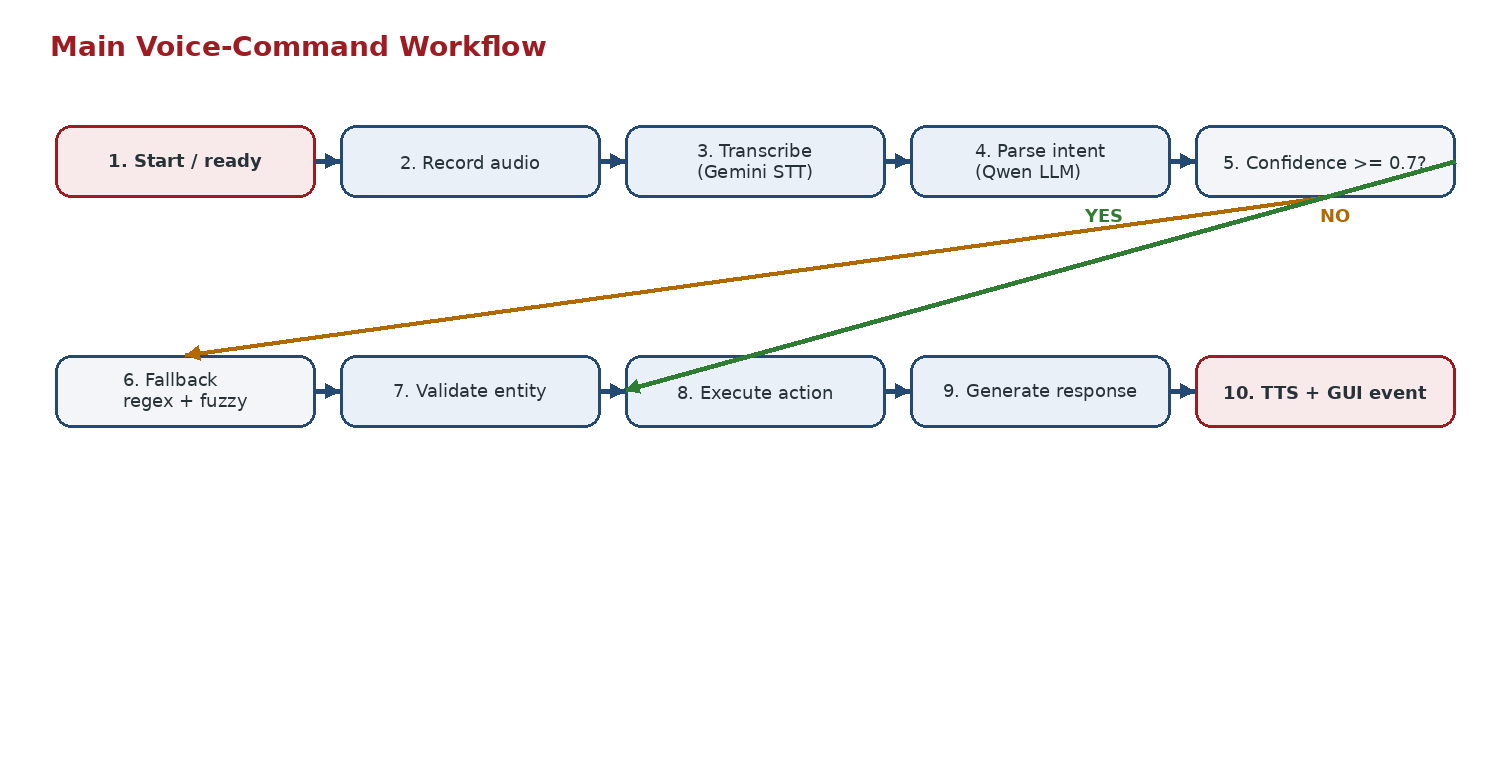 Main Voice-Command Workflow
1. Start / ready
2. Record audio
3. Transcribe
(Gemini STT)
4. Parse intent
(Qwen LLM)
5. Confidence >= 0.7?
YES
NO
6. Fallback
regex + fuzzy
7. Validate entity
8. Execute action
9. Generate response
10. TTS + GUI event